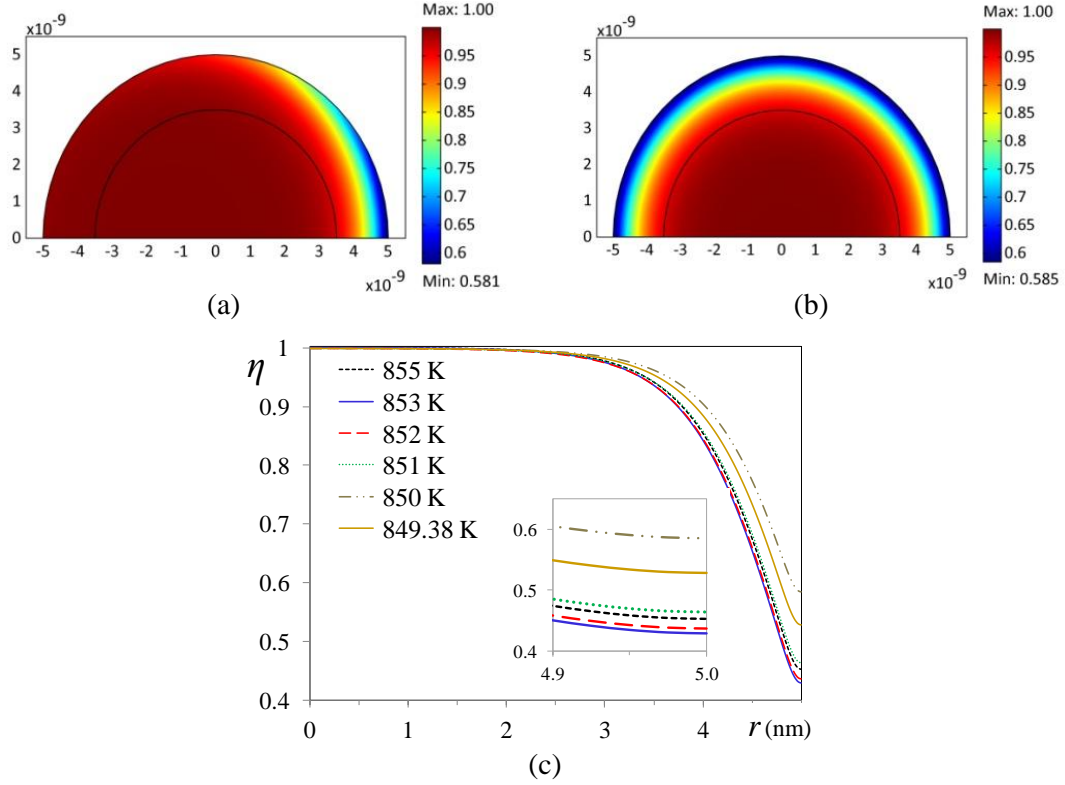 Max: 1.00
x10^-9
5
4
3
2
1
0
-5 -4 -3 -2 -1 0 1 2 3 4 5
x10^-9
0.95
0.9
0.85
0.8
0.75
0.7
0.65
0.6
Min: 0.581
(a)
Max: 1.00
x10^-9
5
4
3
2
1
0
-5 -4 -3 -2 -1 0 1 2 3 4 5
x10^-9
0.95
0.9
0.85
0.8
0.75
0.7
0.65
0.6
Min: 0.585
(b)
η
1
0.9
0.8
0.7
0.6
0.5
0.4
855 K
853 K
852 K
851 K
850 K
849.38 K
0.6
0.5
0.4
4.9 5.0
0 1 2 3 4 r (nm)
(c)